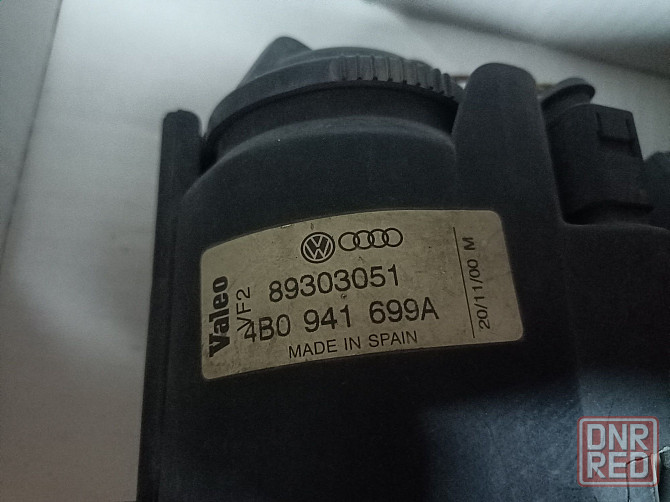 89303051
4B0 941 699A
MADE IN SPAIN
Valeo
VF2
20/11/00 M
DNR
RED